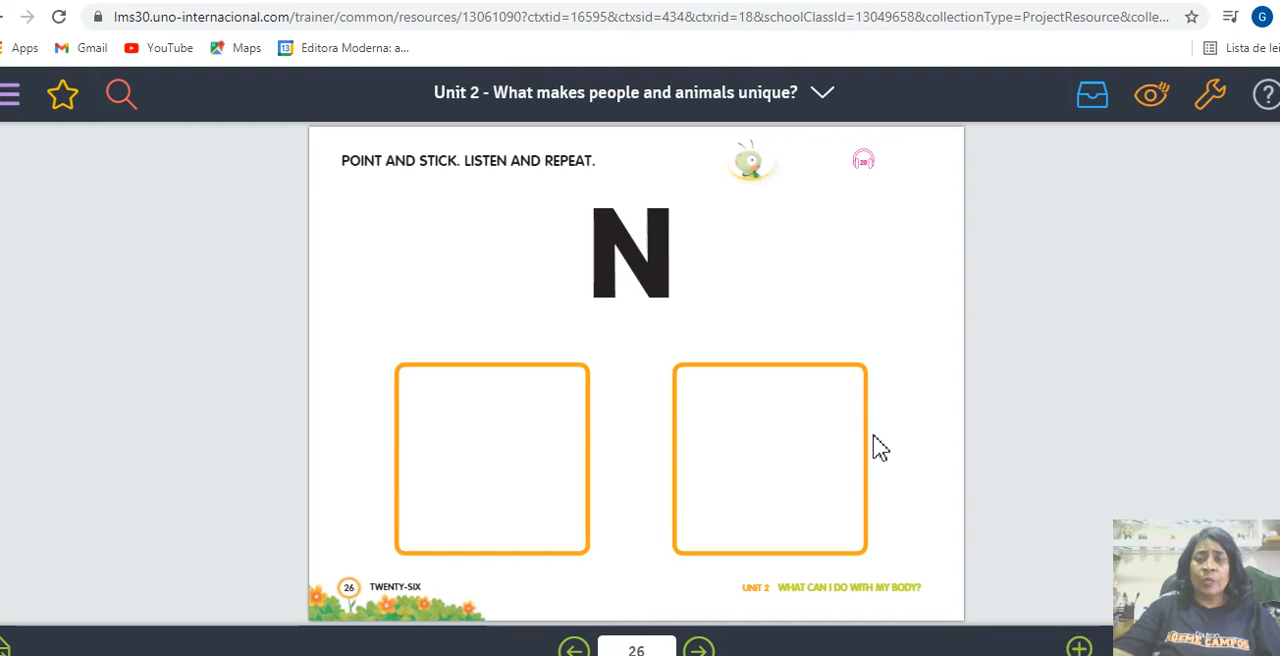 lms30.uno-internacional.com/trainer/common/resources/13061090?ctxtid=16595&ctxsid=434&ctxrid=18&schoolClassId=13049658&collectionType=ProjectResource&colle...
G
Apps Gmail YouTube Maps 13 Editora Moderna: a... Lista de lei
Unit 2 - What makes people and animals unique?
POINT AND STICK. LISTEN AND REPEAT.
20
N
26 TWENTY-SIX
UNIT 2 WHAT CAN I DO WITH MY BODY?
26